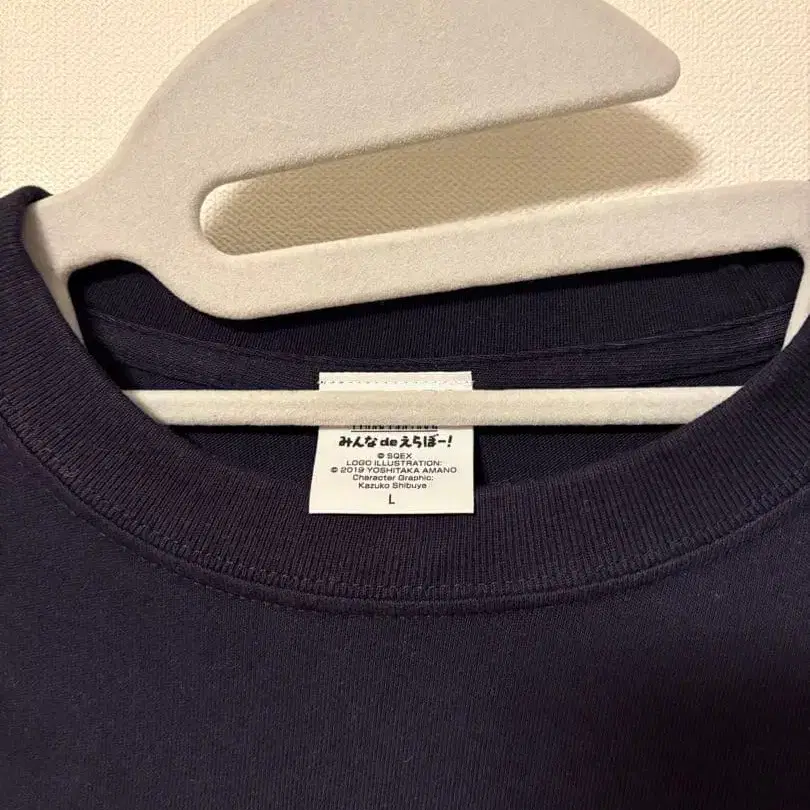 みんなdeえらぼー!
© SQEX
LOGO ILLUSTRATION:
© 2019 YOSHITAKA AMANO
Character Graphic:
Kazuko Shibuya
L